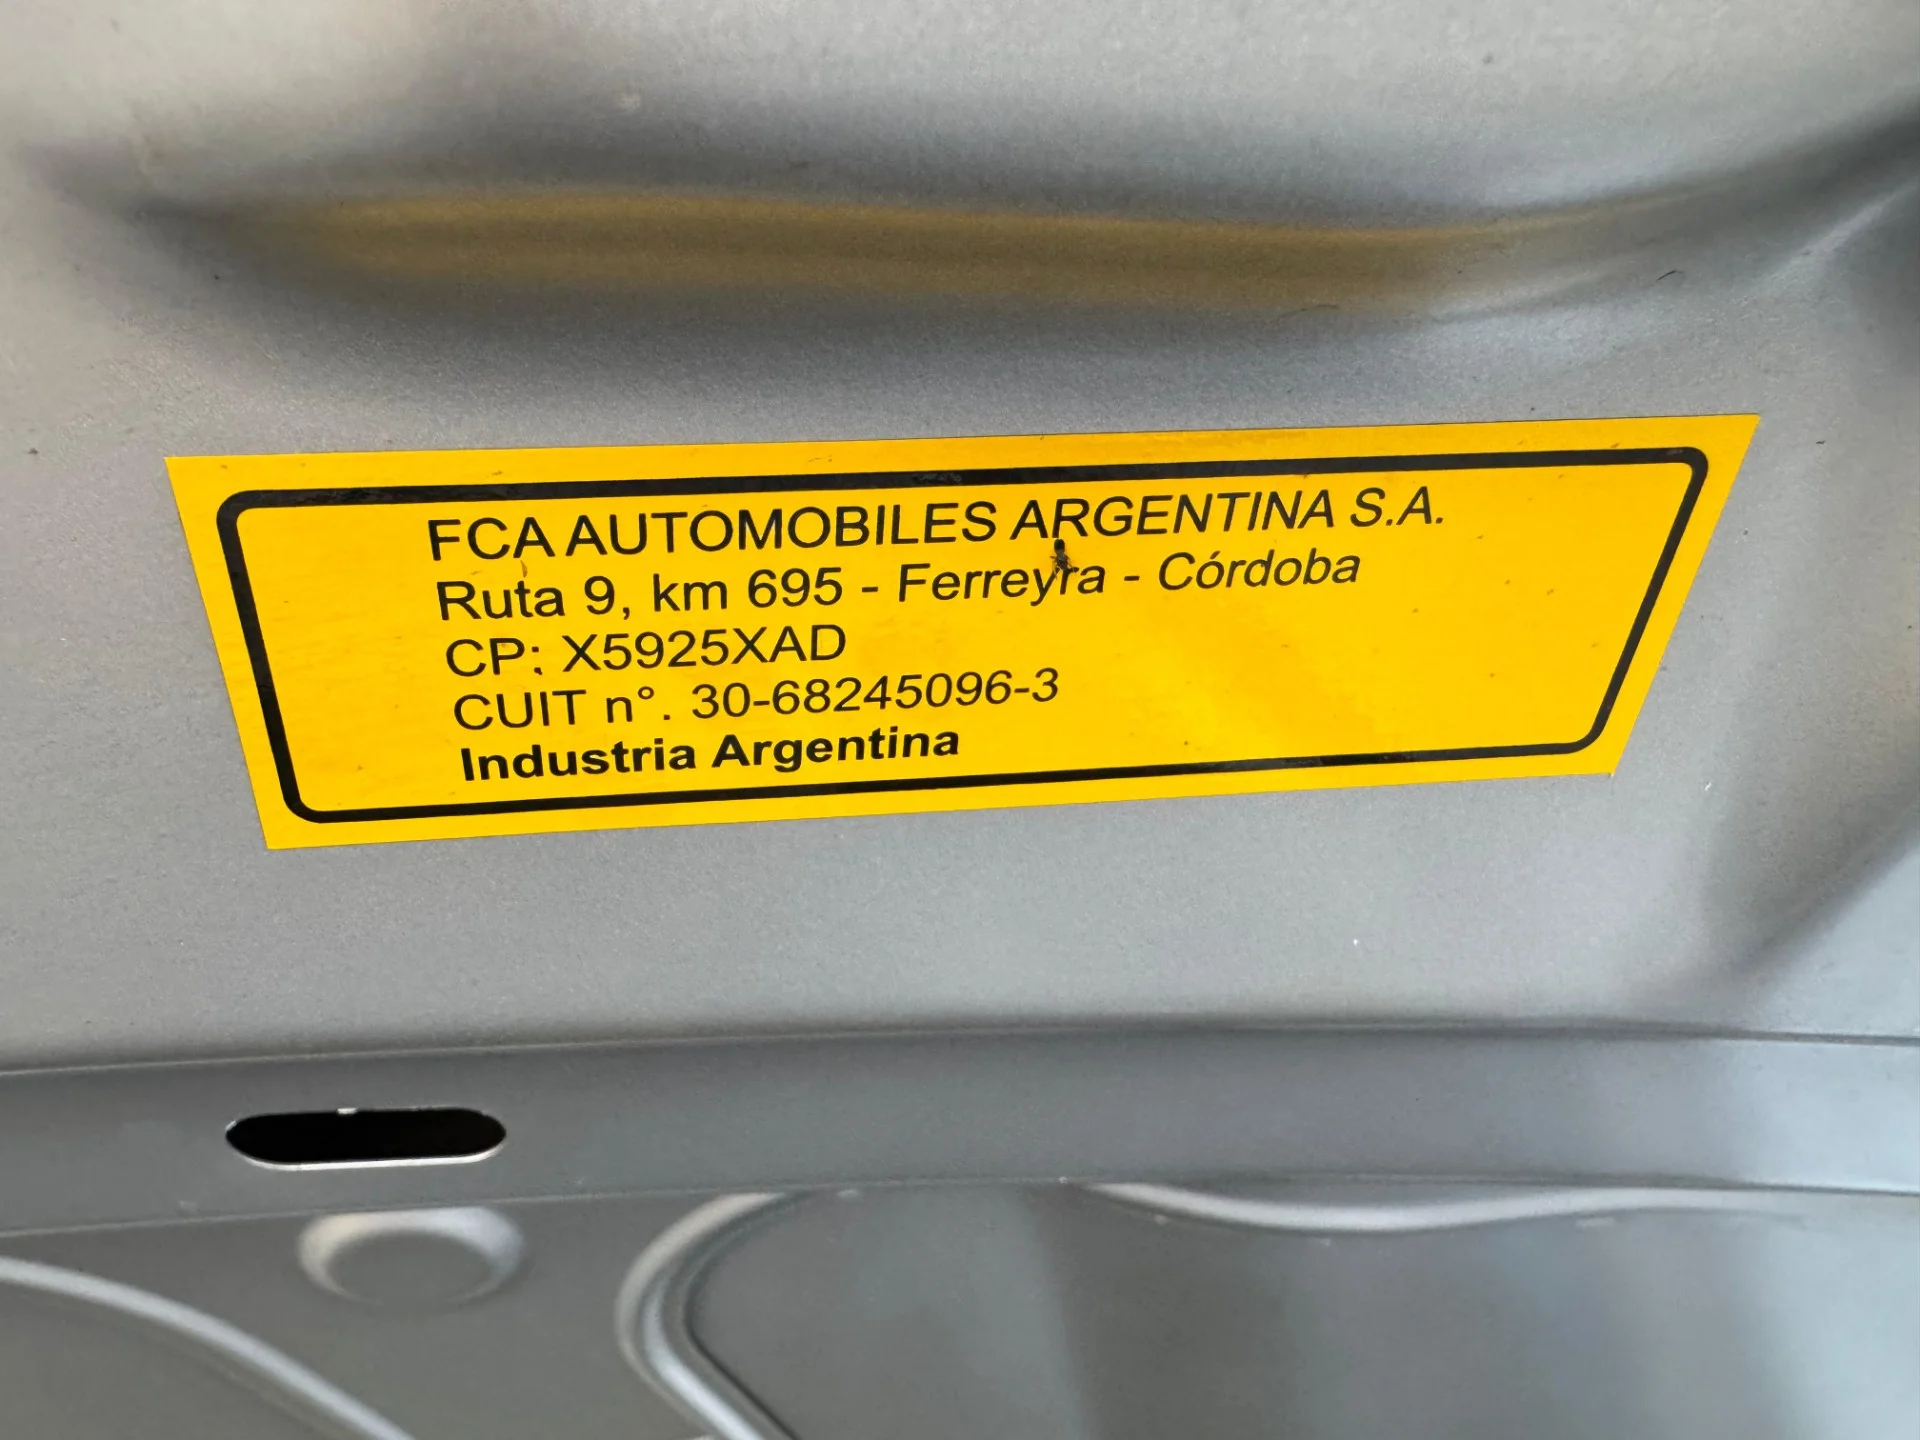 FCA AUTOMOBILES ARGENTINA S.A.
Ruta 9, km 695 - Ferreyra - Córdoba
CP: X5925XAD
CUIT n°. 30-68245096-3
Industria Argentina